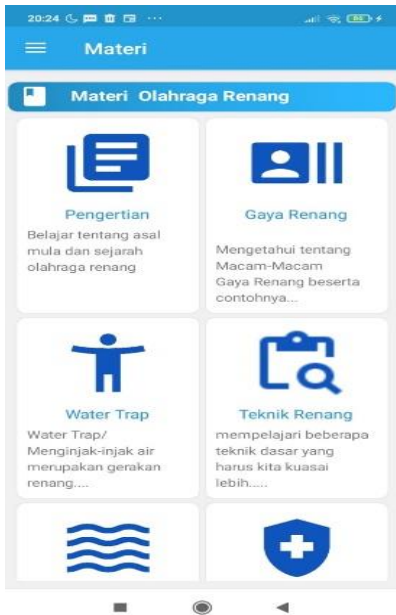 20:24
Materi
Materi Olahraga Renang
Pengertian
Belajar tentang asal
mula dan sejarah
olahraga renang
Gaya Renang
Mengetahui tentang
Macam-Macam
Gaya Renang beserta
contohnya...
Water Trap
Water Trap/
Menginjak-injak air
merupakan gerakan
renang....
Teknik Renang
mempelajari beberapa
teknik dasar yang
harus kita kuasai
lebih.....